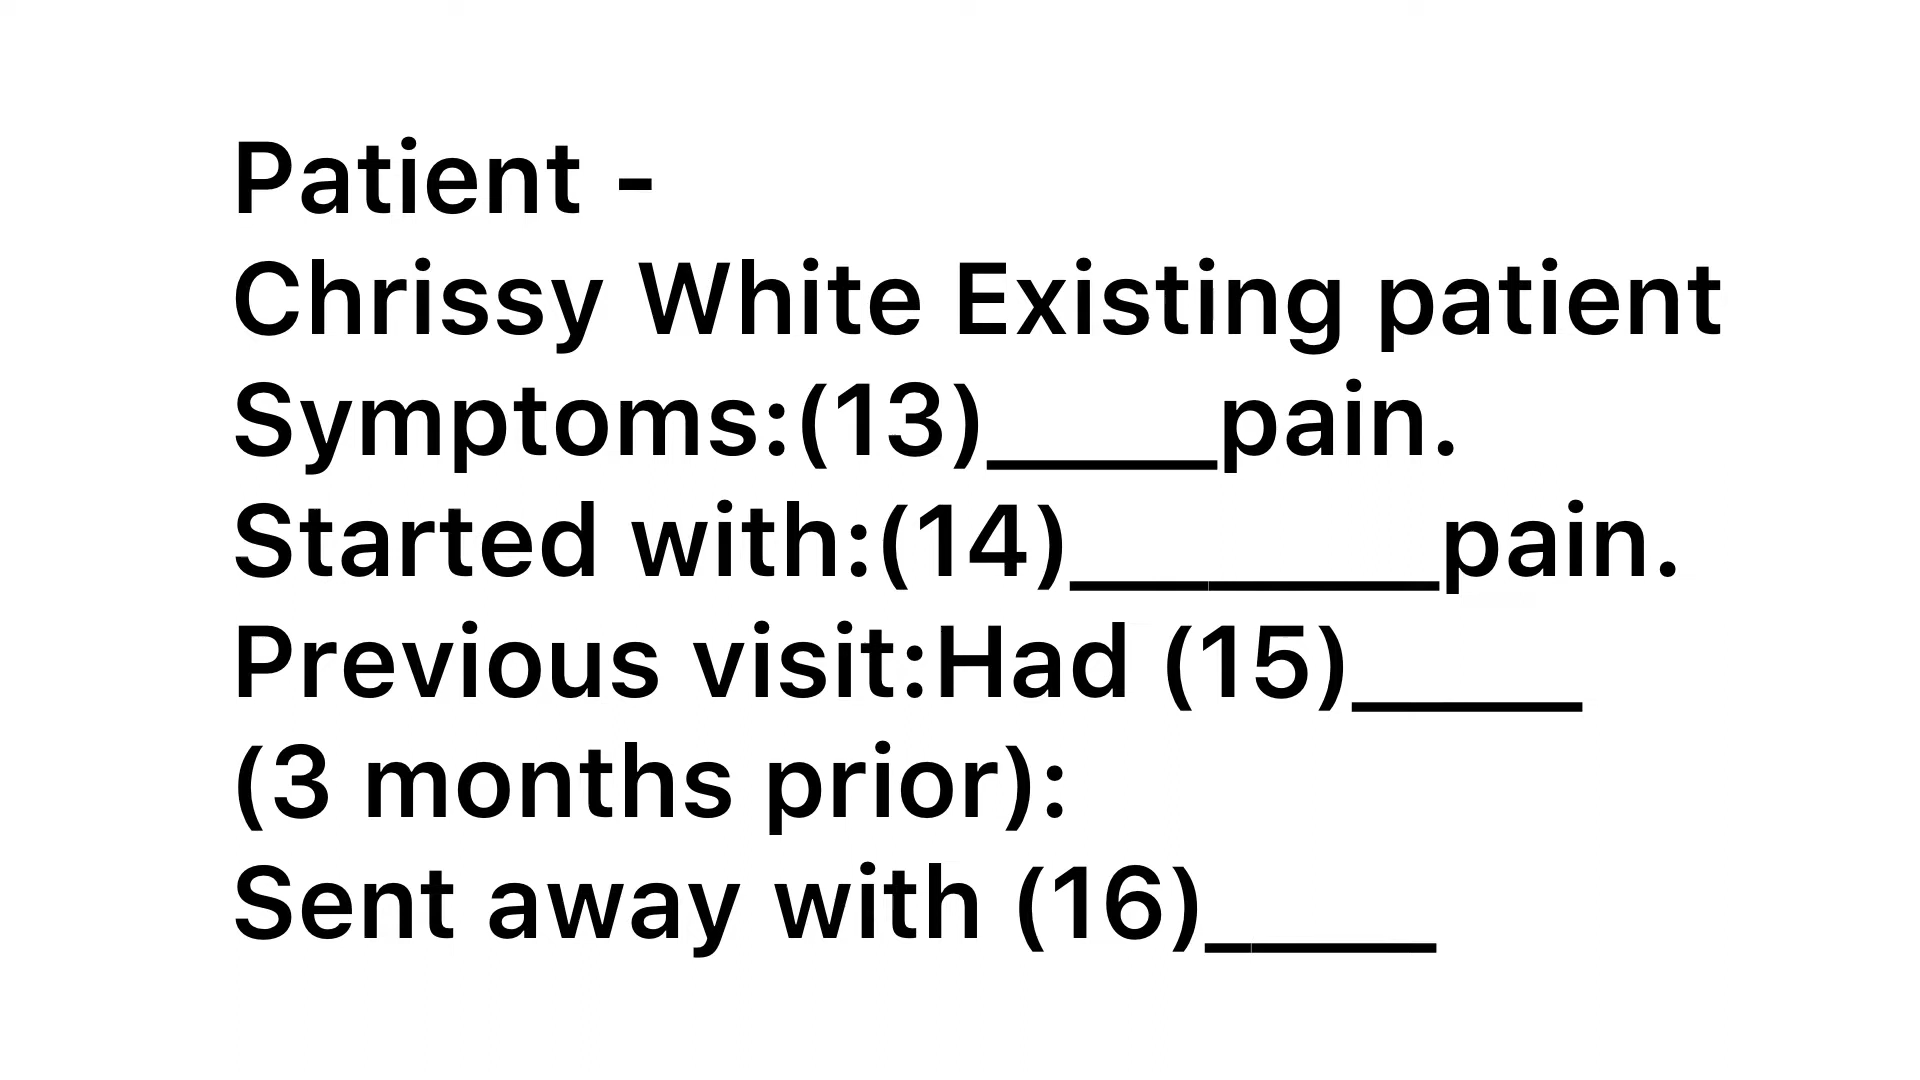 Patient -
Chrissy White Existing patient
Symptoms:(13)_____pain.
Started with:(14)________pain.
Previous visit:Had (15)_____
(3 months prior):
Sent away with (16)_____